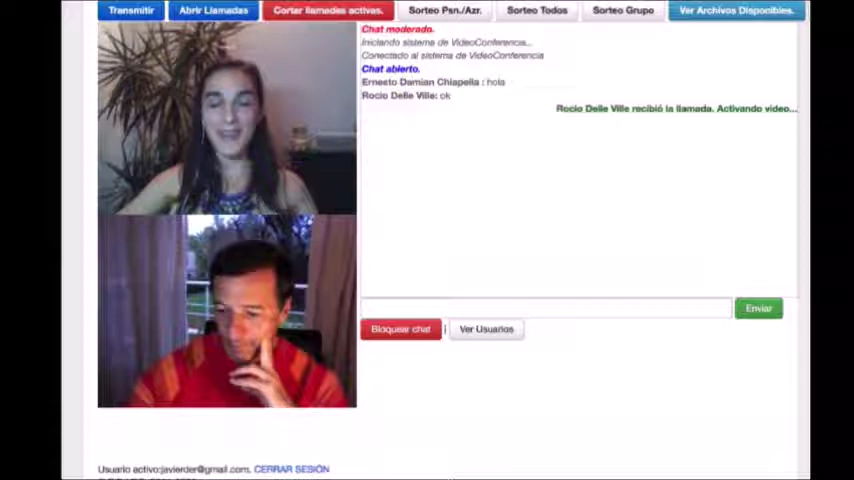 Transmitir Abrir Llamadas Cortar llamadas activas. Sorteo Psn./Azr. Sorteo Todos Sorteo Grupo Ver Archivos Disponibles.
Chat moderado.
Iniciando sistema de VideoConferencia...
Conectado al sistema de VideoConferencia
Chat abierto.
Ernesto Damian Chiapella : hola
Rocio Delle Ville: ok
Rocio Delle Ville recibió la llamada. Activando video...
Enviar
Bloquear chat | Ver Usuarios
Usuario activo:javierder@gmail.com. CERRAR SESIÓN